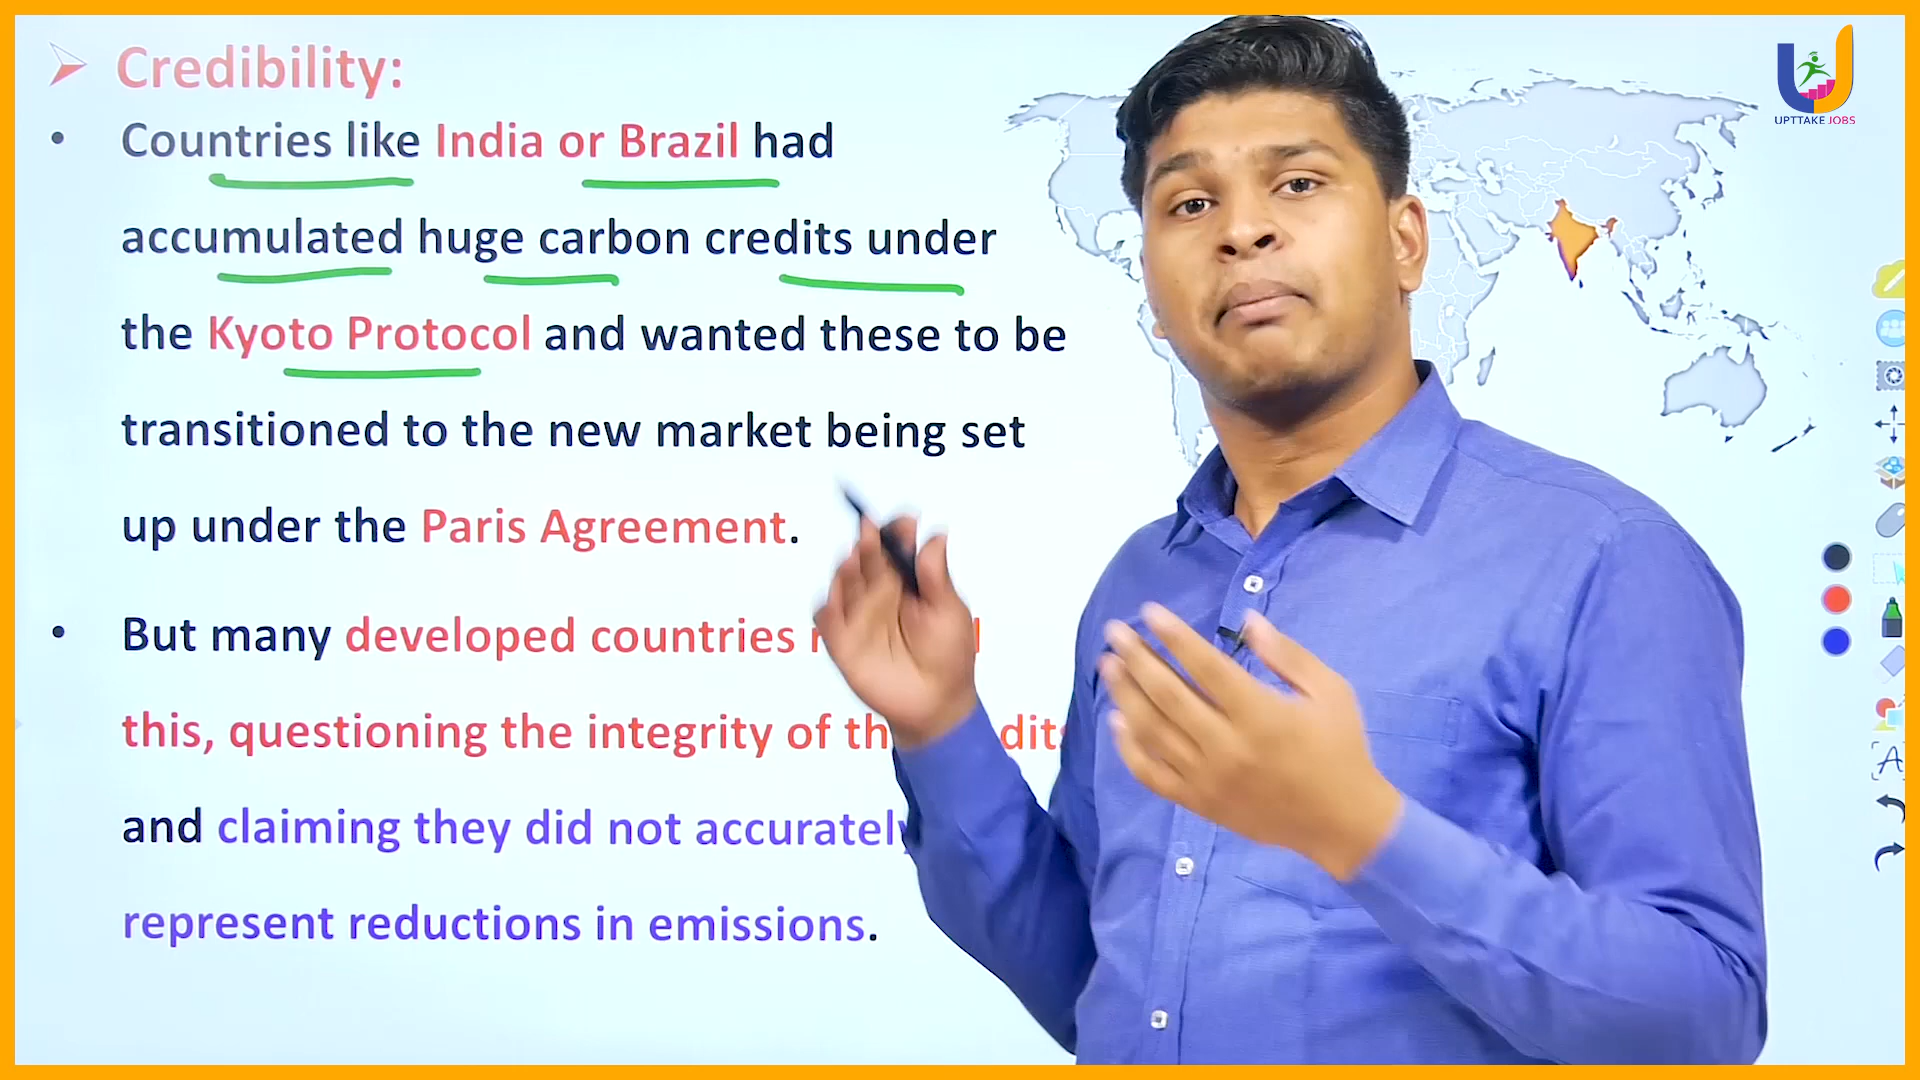 Credibility:
Countries like India or Brazil had
accumulated huge carbon credits under
the Kyoto Protocol and wanted these to be
transitioned to the new market being set
up under the Paris Agreement.
But many developed countries
this, questioning the integrity of
and claiming they did not accurately
represent reductions in emissions.
UPTTAKE JOBS